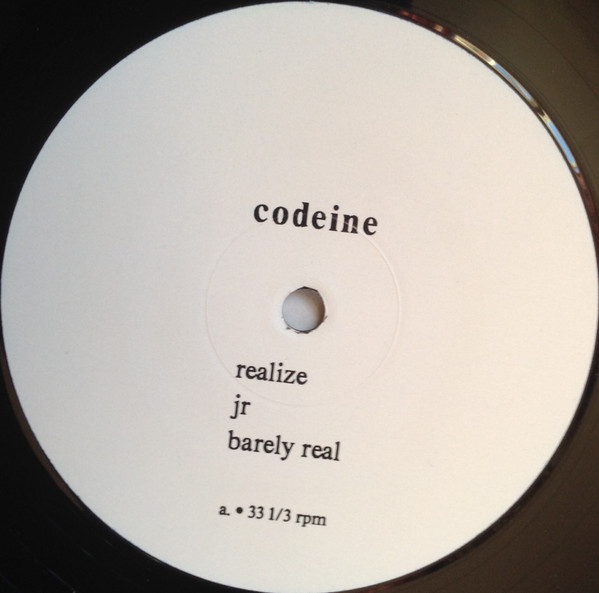 codeine
realize
jr
barely real
a. • 33 1/3 rpm